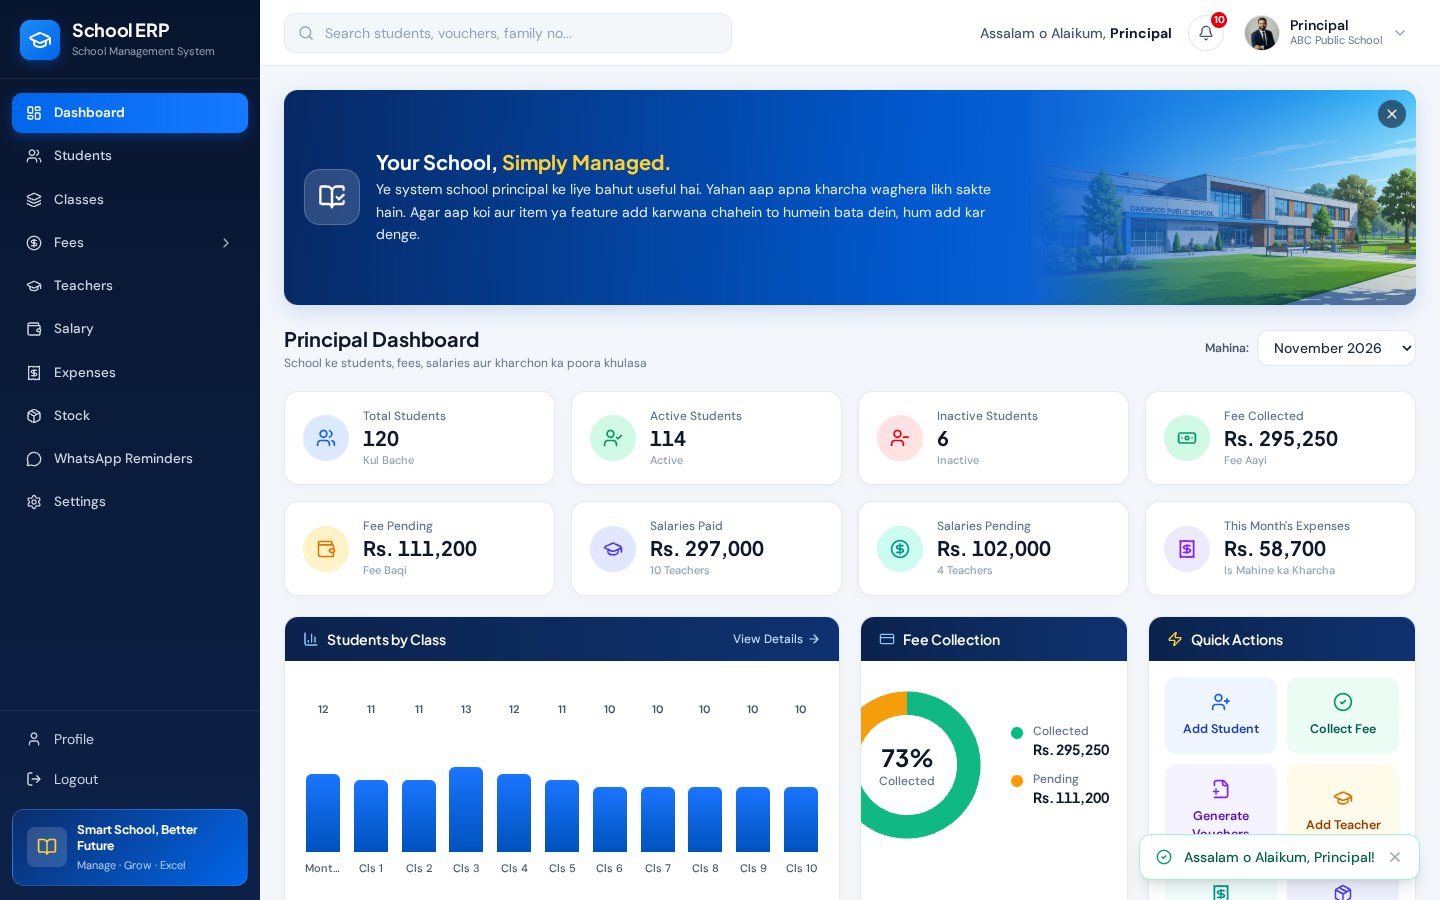 School ERP
School Management System
Dashboard
Students
Classes
Fees
Teachers
Salary
Expenses
Stock
WhatsApp Reminders
Settings
Profile
Logout
Smart School, Better
Future
Manage · Grow · Excel
Search students, vouchers, family no...
Assalam o Alaikum, Principal
10
Principal
ABC Public School
Your School, Simply Managed.
Ye system school principal ke liye bahut useful hai. Yahan aap apna kharcha waghera likh sakte
hain. Agar aap koi aur item ya feature add karwana chahein to humein bata dein, hum add kar
denge.
OAKWOOD PUBLIC SCHOOL
ACADEMIC WING
Principal Dashboard
School ke students, fees, salaries aur kharchon ka poora khulasa
Mahina:
November 2026
Total Students
120
Kul Bache
Active Students
114
Active
Inactive Students
6
Inactive
Fee Collected
Rs. 295,250
Fee Aayi
Fee Pending
Rs. 111,200
Fee Baqi
Salaries Paid
Rs. 297,000
10 Teachers
Salaries Pending
Rs. 102,000
4 Teachers
This Month's Expenses
Rs. 58,700
Is Mahine ka Kharcha
Students by Class
View Details
12 11 11 13 12 11 10 10 10 10 10
Mont... Cls 1 Cls 2 Cls 3 Cls 4 Cls 5 Cls 6 Cls 7 Cls 8 Cls 9 Cls 10
Fee Collection
73%
Collected
Collected
Rs. 295,250
Pending
Rs. 111,200
Quick Actions
Add Student
Collect Fee
Generate
Vouchers
Add Teacher
Assalam o Alaikum, Principal!